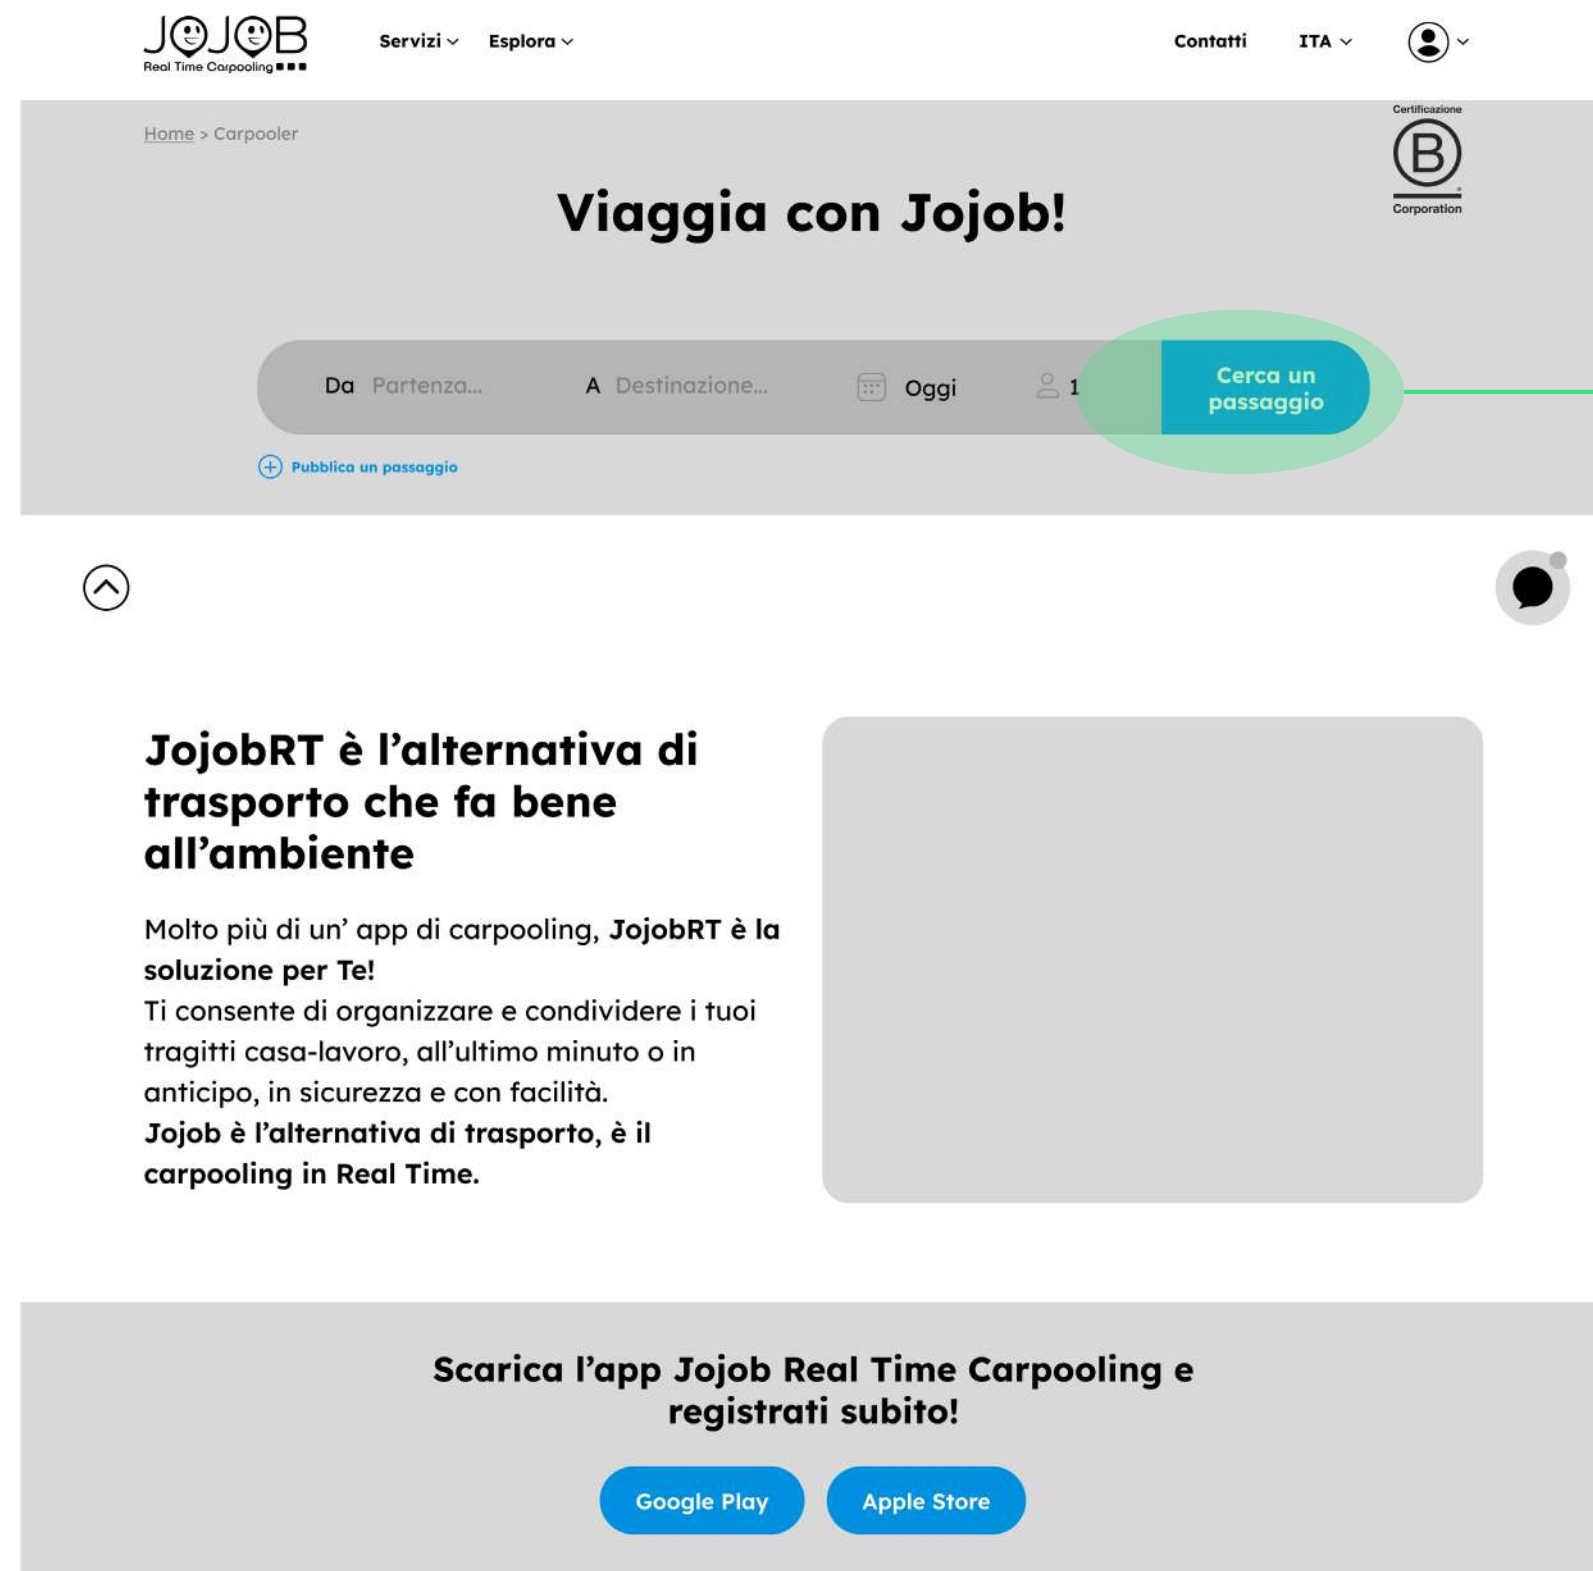 JOJOB
Real Time Carpooling
Servizi
Esplora
Contatti
ITA
Home > Carpooler
Certificazione
B
Corporation
Viaggia con Jojob!
Da Partenza...
A Destinazione...
Oggi
1
Cerca un
passaggio
Pubblica un passaggio
JojobRT è l’alternativa di
trasporto che fa bene
all’ambiente
Molto più di un’ app di carpooling, JojobRT è la
soluzione per Te!
Ti consente di organizzare e condividere i tuoi
tragitti casa-lavoro, all’ultimo minuto o in
anticipo, in sicurezza e con facilità.
Jojob è l’alternativa di trasporto, è il
carpooling in Real Time.
Scarica l’app Jojob Real Time Carpooling e
registrati subito!
Google Play
Apple Store